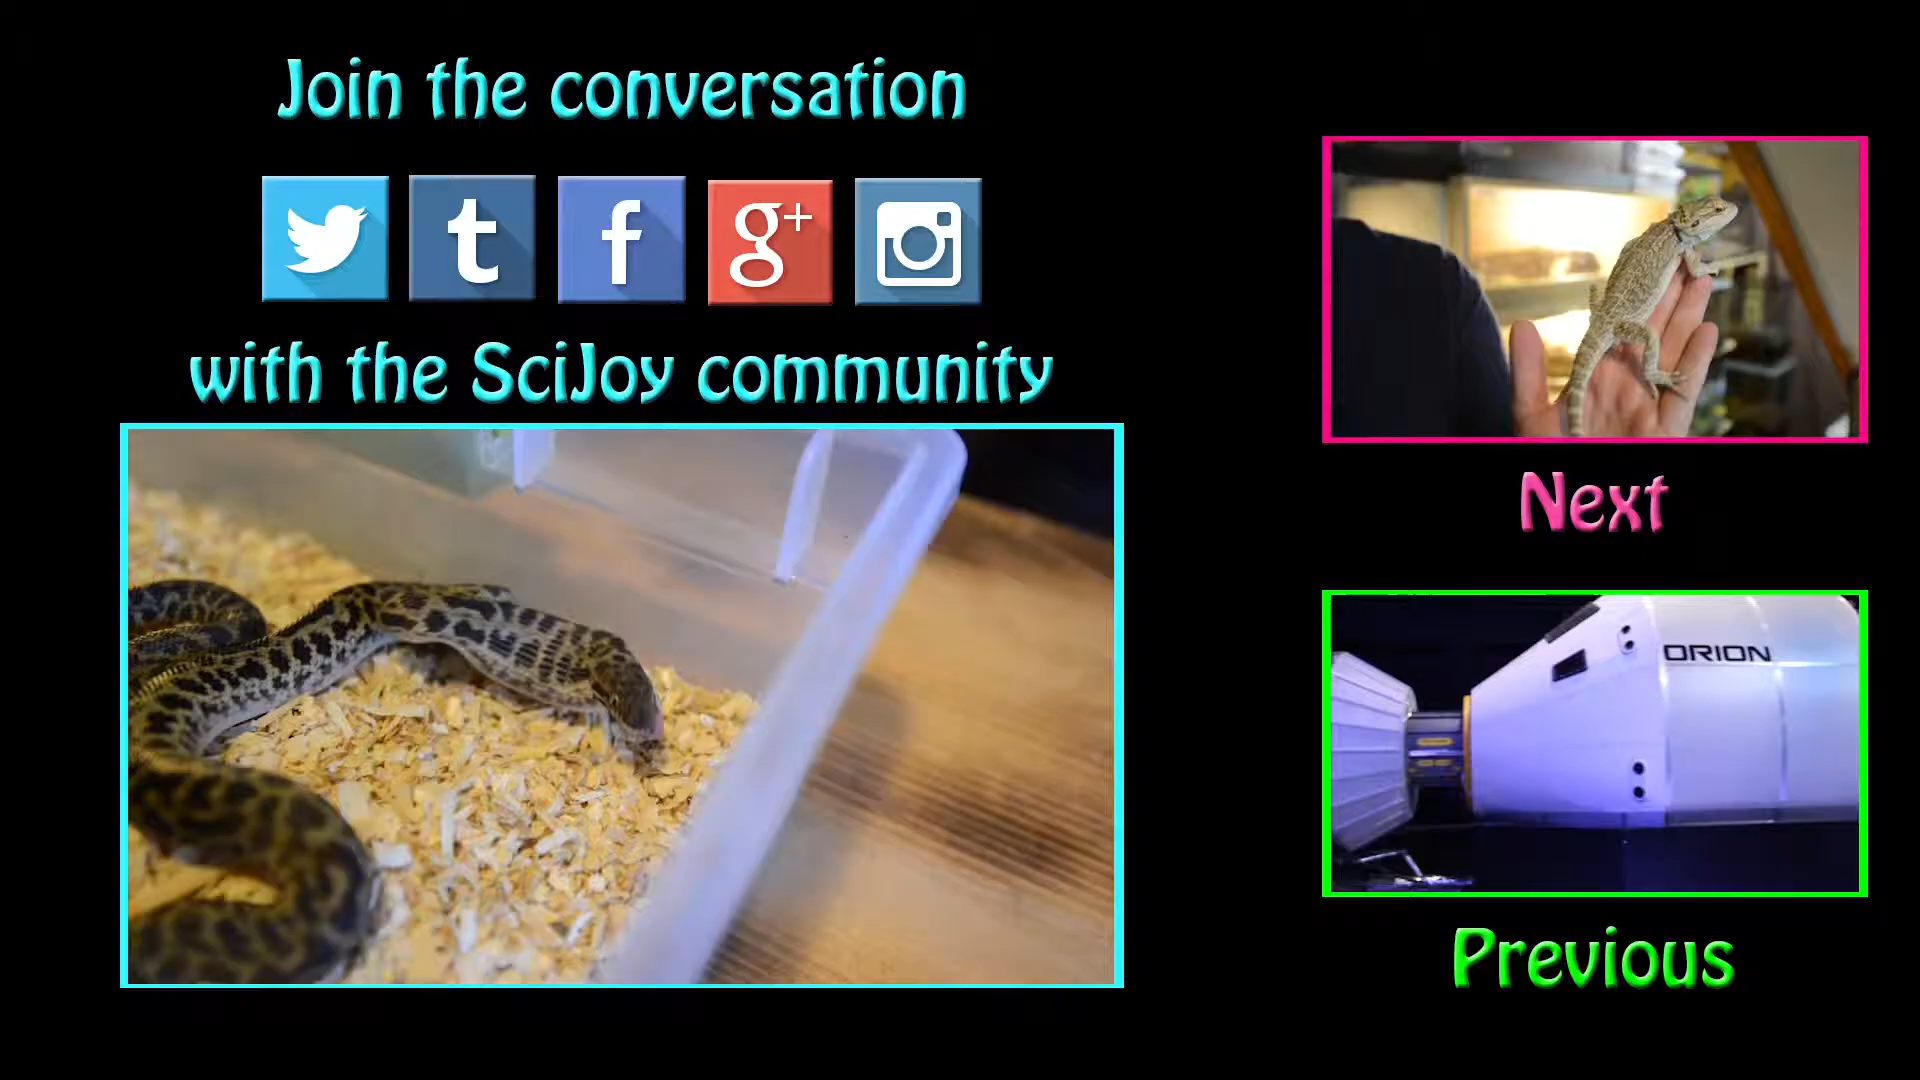 Join the conversation
t f g+
with the SciJoy community
Next
ORION
Previous